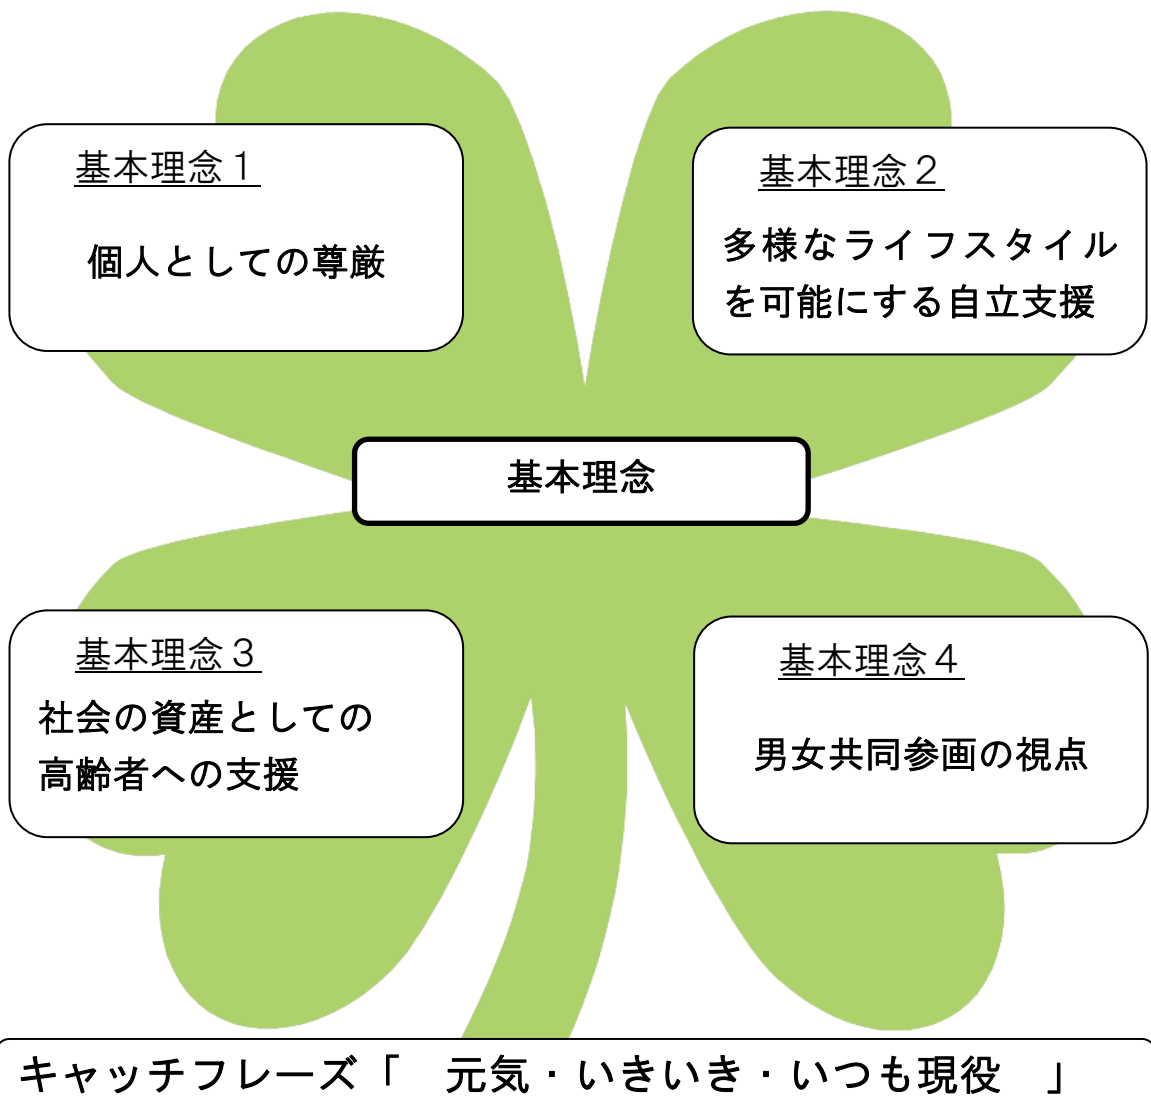 基本理念１
個人としての尊厳
基本理念２
多様なライフスタイル
を可能にする自立支援
基本理念
基本理念３
社会の資産としての
高齢者への支援
基本理念４
男女共同参画の視点
キャッチフレーズ「　元気・いきいき・いつも現役　」